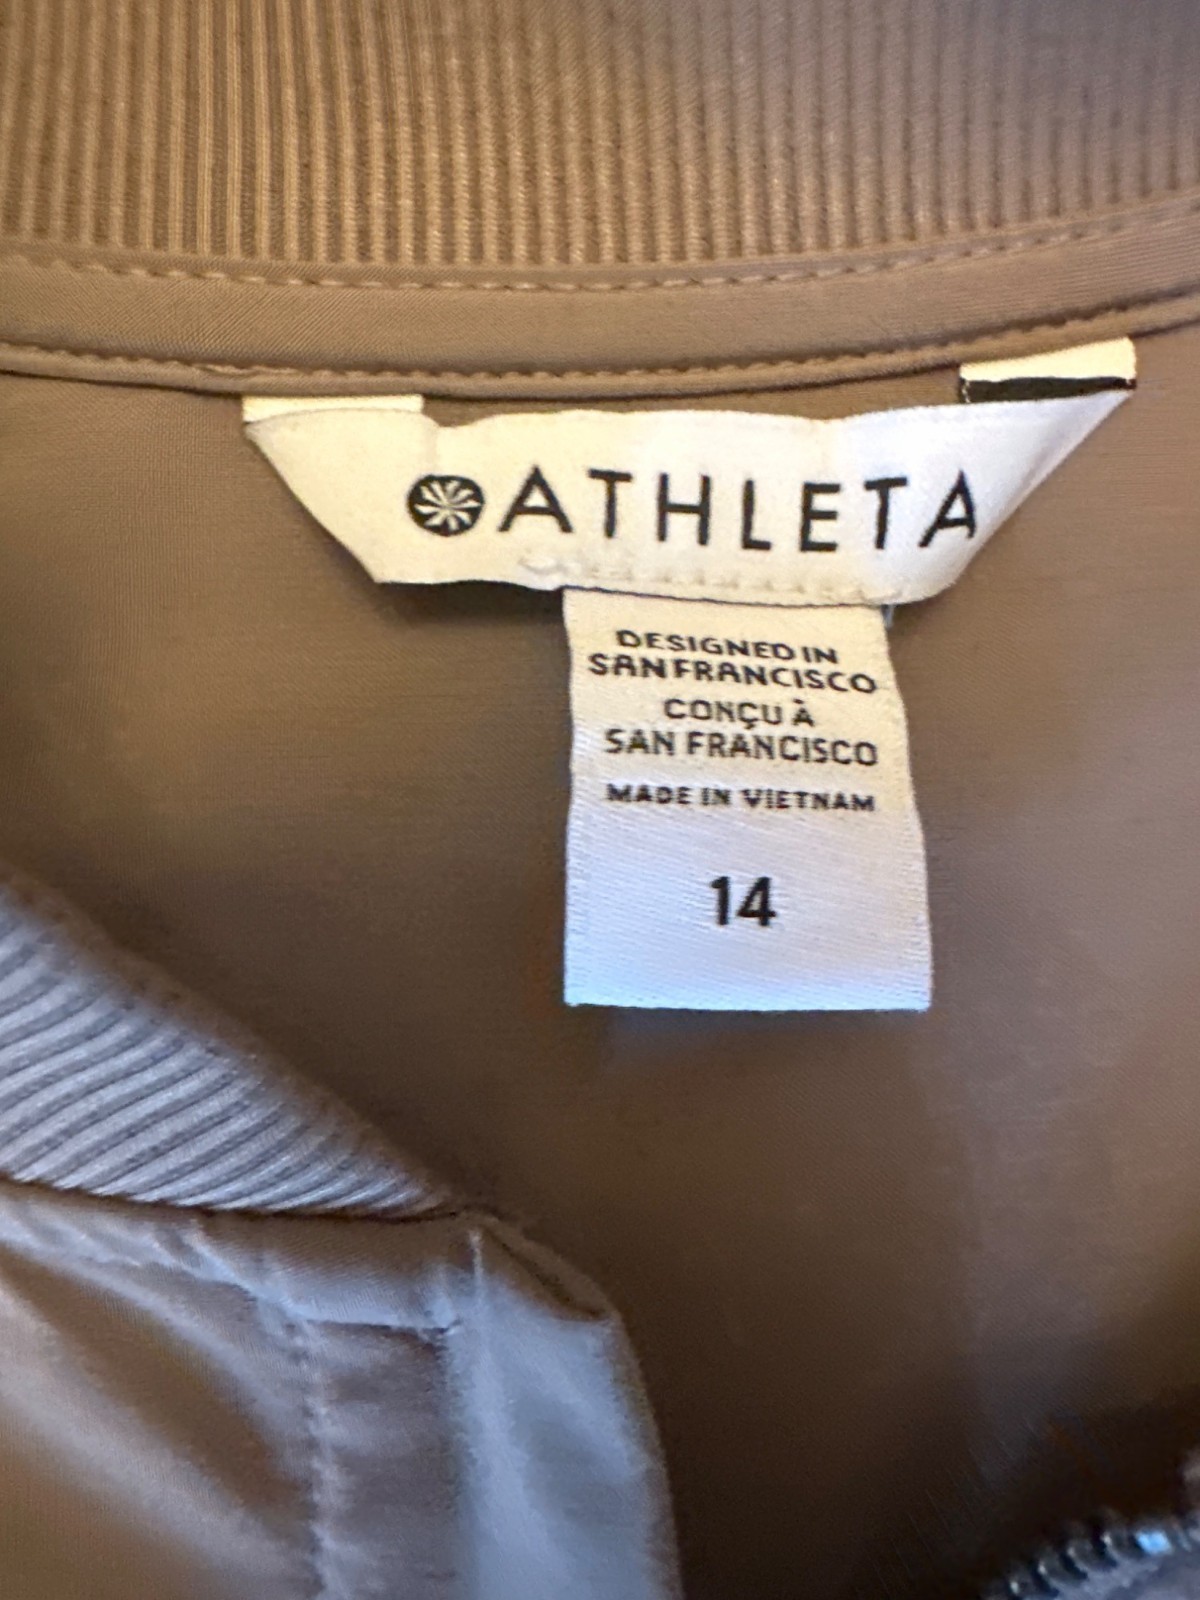 ATHLETA
DESIGNED IN
SAN FRANCISCO
CONÇU À
SAN FRANCISCO
MADE IN VIETNAM
14